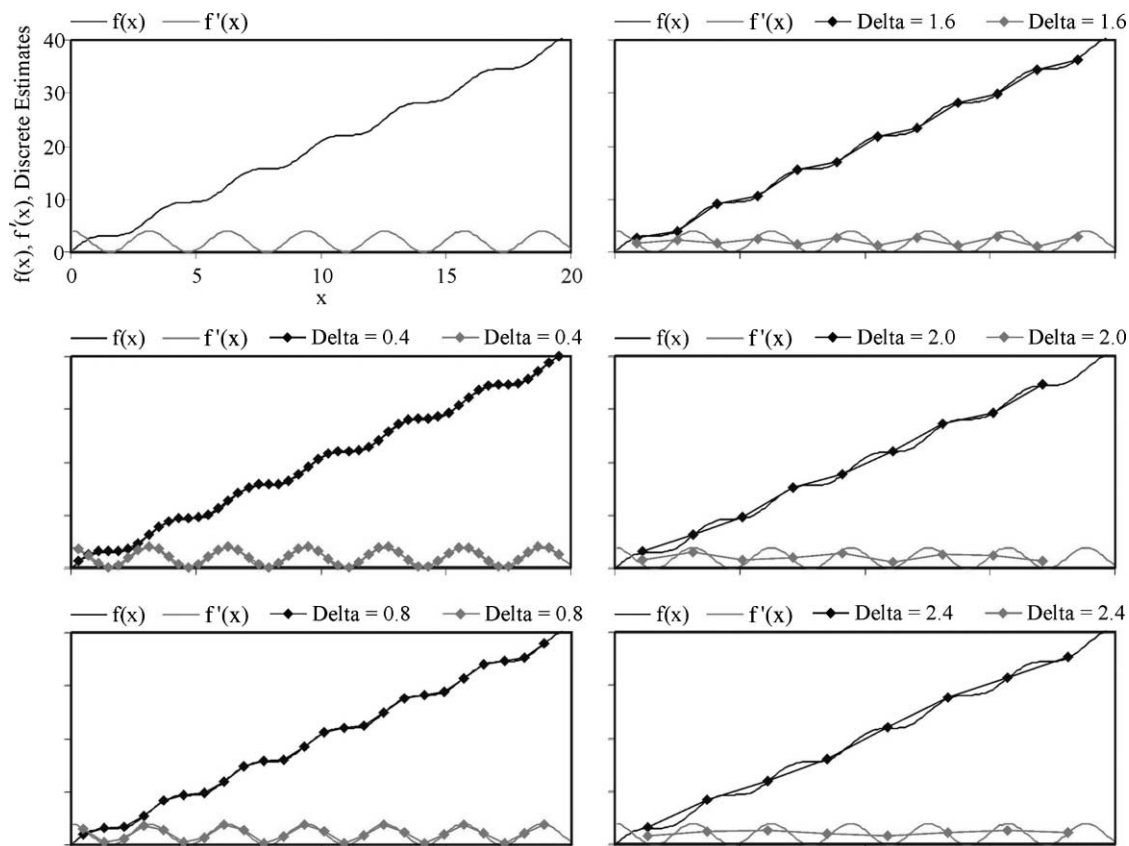 f(x) f'(x)
f(x), f'(x), Discrete Estimates
40
30
20
10
0
0 5 10 15 20
x
f(x) f'(x) Delta = 1.6 Delta = 1.6
f(x) f'(x) Delta = 0.4 Delta = 0.4
f(x) f'(x) Delta = 2.0 Delta = 2.0
f(x) f'(x) Delta = 0.8 Delta = 0.8
f(x) f'(x) Delta = 2.4 Delta = 2.4